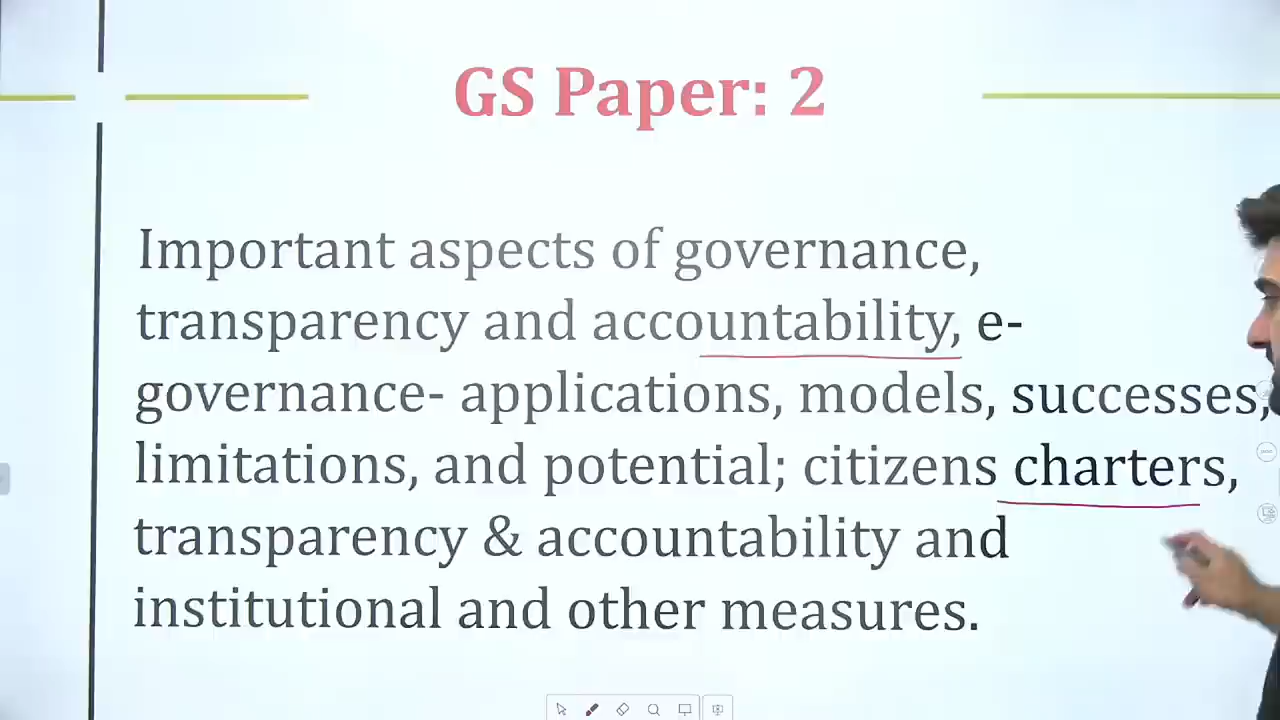 GS Paper: 2
Important aspects of governance,
transparency and accountability, e-
governance- applications, models, successes,
limitations, and potential; citizens charters,
transparency & accountability and
institutional and other measures.